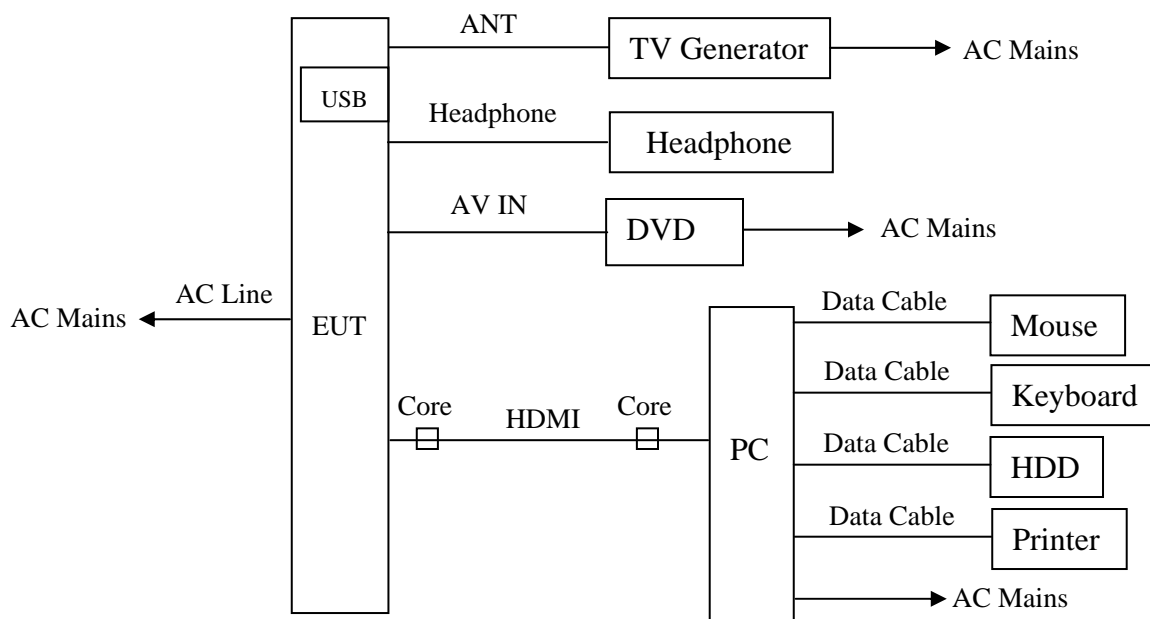 ANT
TV Generator
AC Mains
USB
Headphone
Headphone
AV IN
DVD
AC Mains
AC Line
AC Mains
EUT
Data Cable
Mouse
Data Cable
Keyboard
Core
HDMI
Core
PC
Data Cable
HDD
Data Cable
Printer
AC Mains